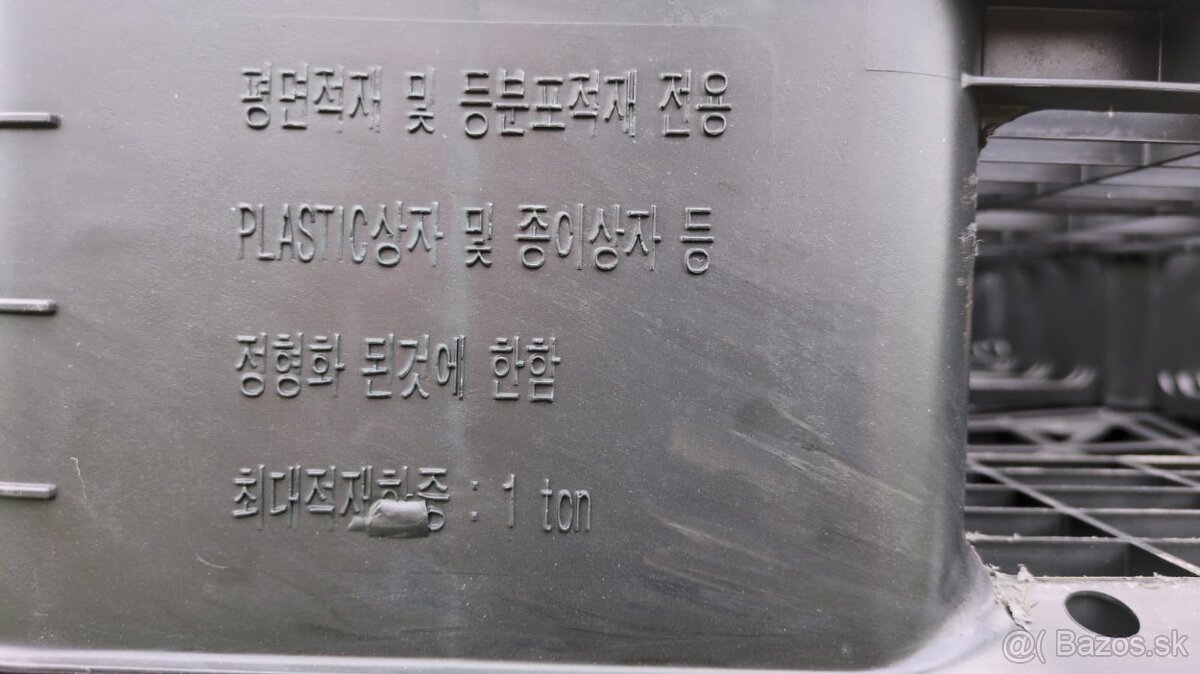 평면적재 및 등분포적재 전용
PLASTIC상자 및 종이상자 등
정형화 된것에 한함
최대적재하중 : 1 ton
@( Bazos.sk